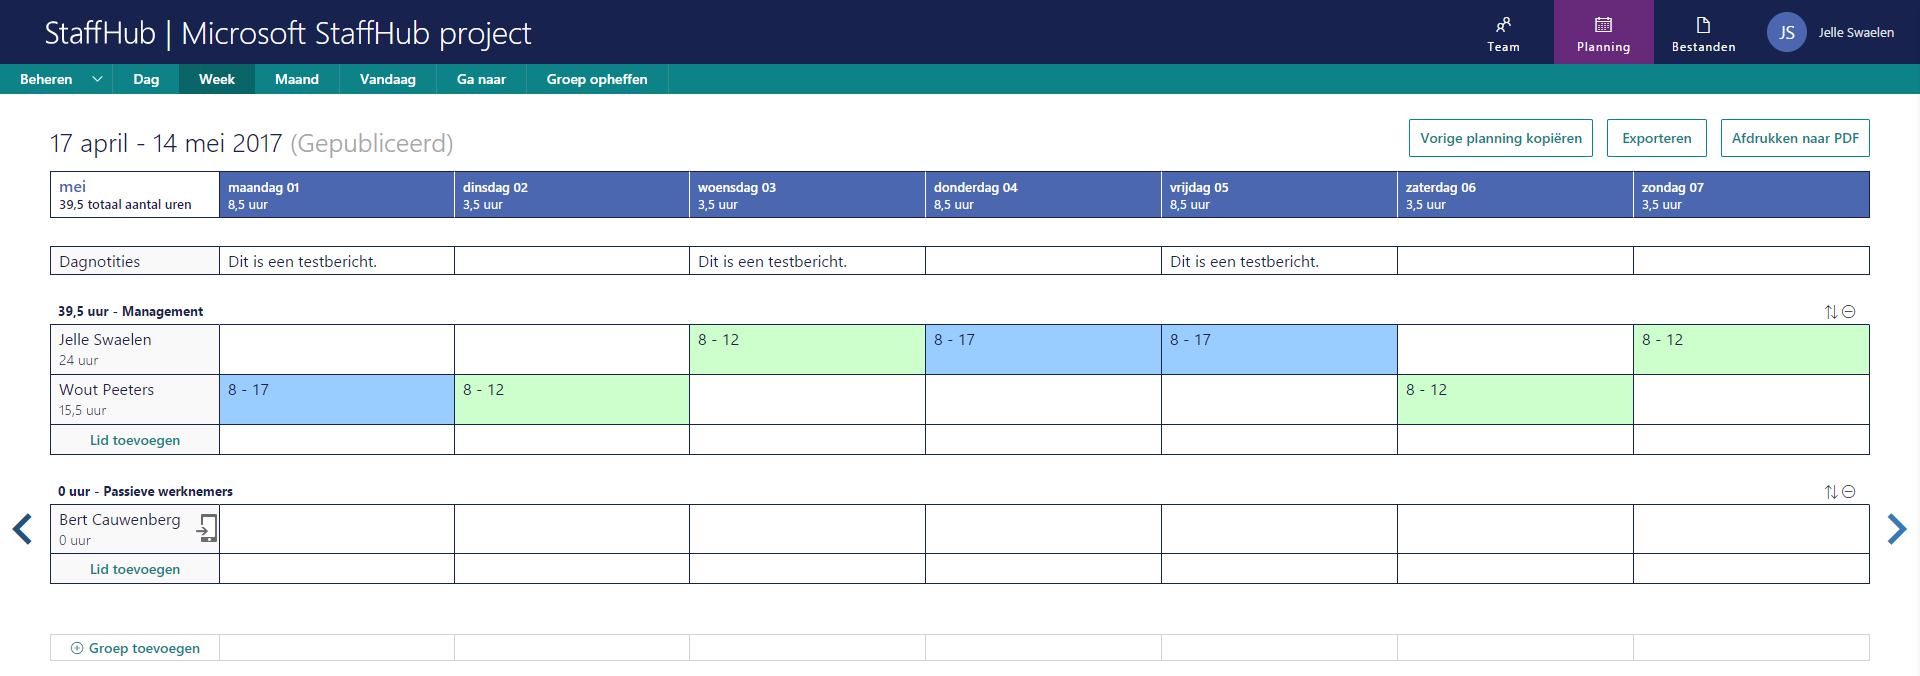 StaffHub | Microsoft StaffHub project
Team
Planning
Bestanden
JS
Jelle Swaelen
Beheren
Dag
Week
Maand
Vandaag
Ga naar
Groep opheffen
17 april - 14 mei 2017 (Gepubliceerd)
Vorige planning kopiëren
Exporteren
Afdrukken naar PDF
mei
39,5 totaal aantal uren
maandag 01
8,5 uur
dinsdag 02
3,5 uur
woensdag 03
3,5 uur
donderdag 04
8,5 uur
vrijdag 05
8,5 uur
zaterdag 06
3,5 uur
zondag 07
3,5 uur
Dagnotities
Dit is een testbericht.
Dit is een testbericht.
Dit is een testbericht.
39,5 uur - Management
Jelle Swaelen
24 uur
8 - 12
8 - 17
8 - 17
8 - 12
Wout Peeters
15,5 uur
8 - 17
8 - 12
8 - 12
Lid toevoegen
0 uur - Passieve werknemers
Bert Cauwenberg
0 uur
Lid toevoegen
Groep toevoegen